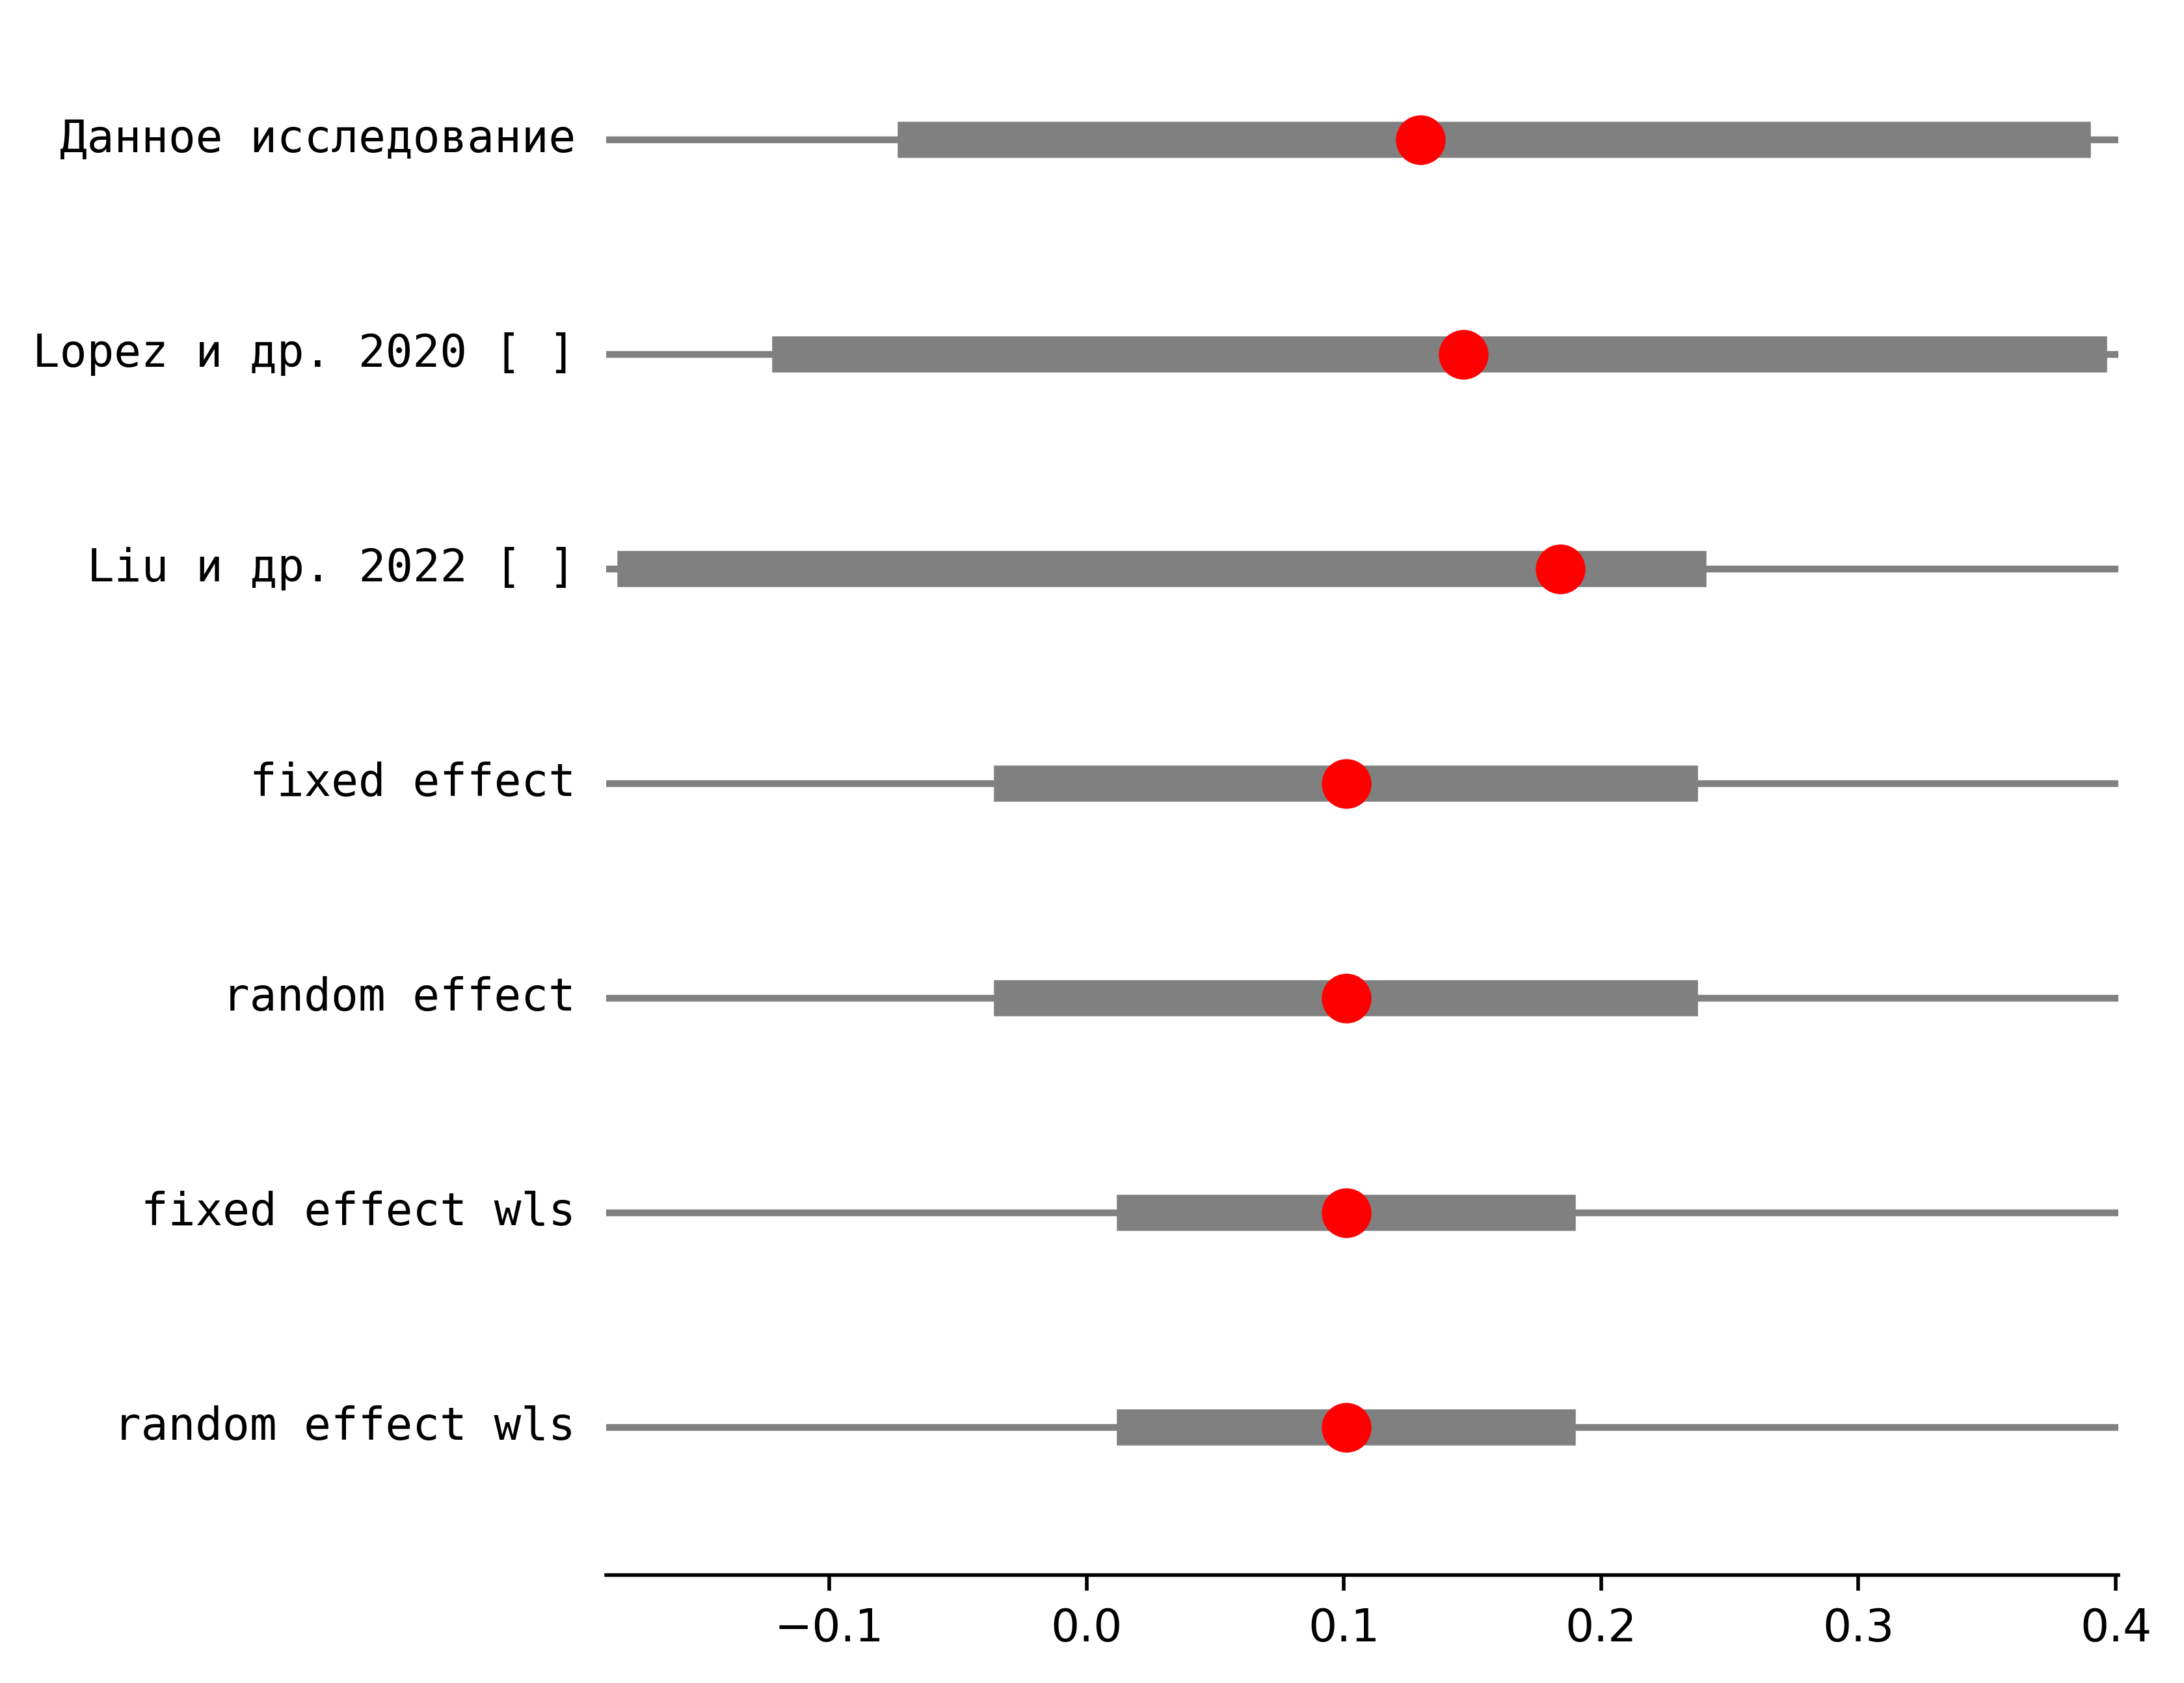 Данное исследование
Lopez и др. 2020 [ ]
Liu и др. 2022 [ ]
fixed effect
random effect
fixed effect wls
random effect wls
−0.1 0.0 0.1 0.2 0.3 0.4